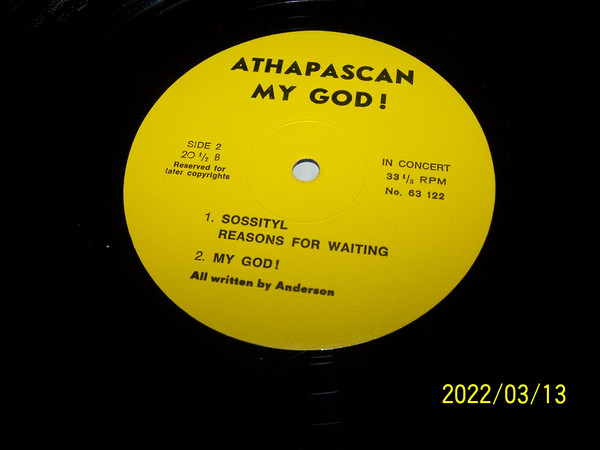 ATHAPASCAN
MY GOD!
SIDE 2
20 1/2 B
Reserved for
later copyrights
IN CONCERT
33 1/3 RPM
No. 63 122
1. SOSSITYL
REASONS FOR WAITING
2. MY GOD!
All written by Anderson
2022/03/13